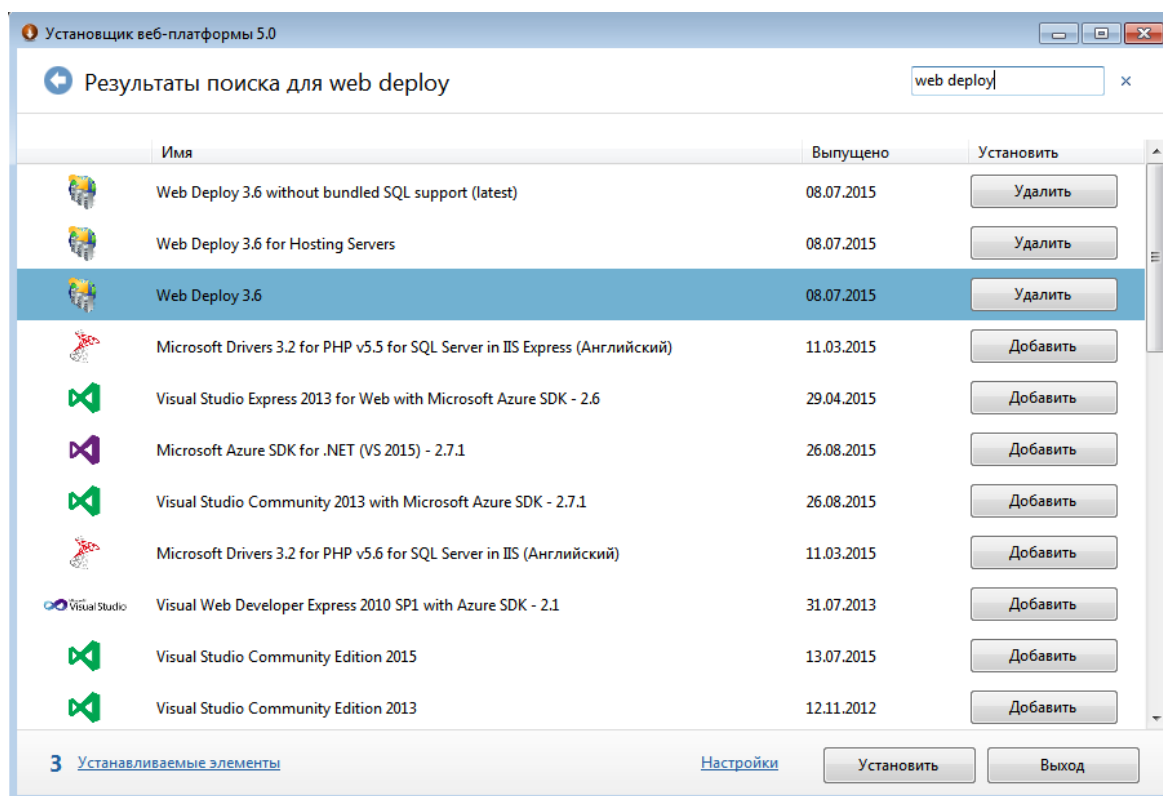 Установщик веб-платформы 5.0
Результаты поиска для web deploy
web deploy
Имя Выпущено Установить
Web Deploy 3.6 without bundled SQL support (latest) 08.07.2015 Удалить
Web Deploy 3.6 for Hosting Servers 08.07.2015 Удалить
Web Deploy 3.6 08.07.2015 Удалить
Microsoft Drivers 3.2 for PHP v5.5 for SQL Server in IIS Express (Английский) 11.03.2015 Добавить
Visual Studio Express 2013 for Web with Microsoft Azure SDK - 2.6 29.04.2015 Добавить
Microsoft Azure SDK for .NET (VS 2015) - 2.7.1 26.08.2015 Добавить
Visual Studio Community 2013 with Microsoft Azure SDK - 2.7.1 26.08.2015 Добавить
Microsoft Drivers 3.2 for PHP v5.6 for SQL Server in IIS (Английский) 11.03.2015 Добавить
Visual Studio Visual Web Developer Express 2010 SP1 with Azure SDK - 2.1 31.07.2013 Добавить
Visual Studio Community Edition 2015 13.07.2015 Добавить
Visual Studio Community Edition 2013 12.11.2012 Добавить
3 Устанавливаемые элементы Настройки Установить Выход